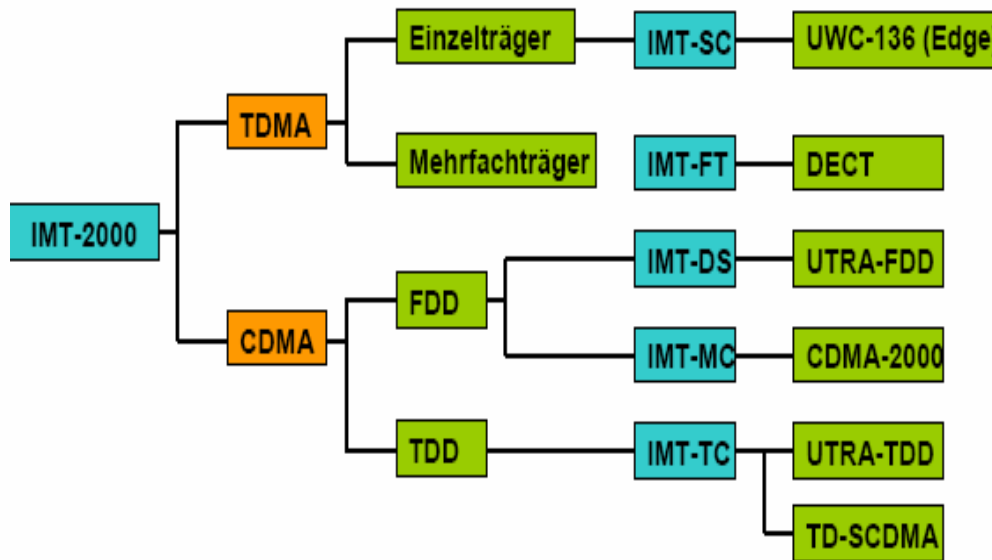 Einzelträger
IMT-SC
UWC-136 (Edge)
TDMA
Mehrfachträger
IMT-FT
DECT
IMT-2000
IMT-DS
UTRA-FDD
FDD
CDMA
IMT-MC
CDMA-2000
TDD
IMT-TC
UTRA-TDD
TD-SCDMA